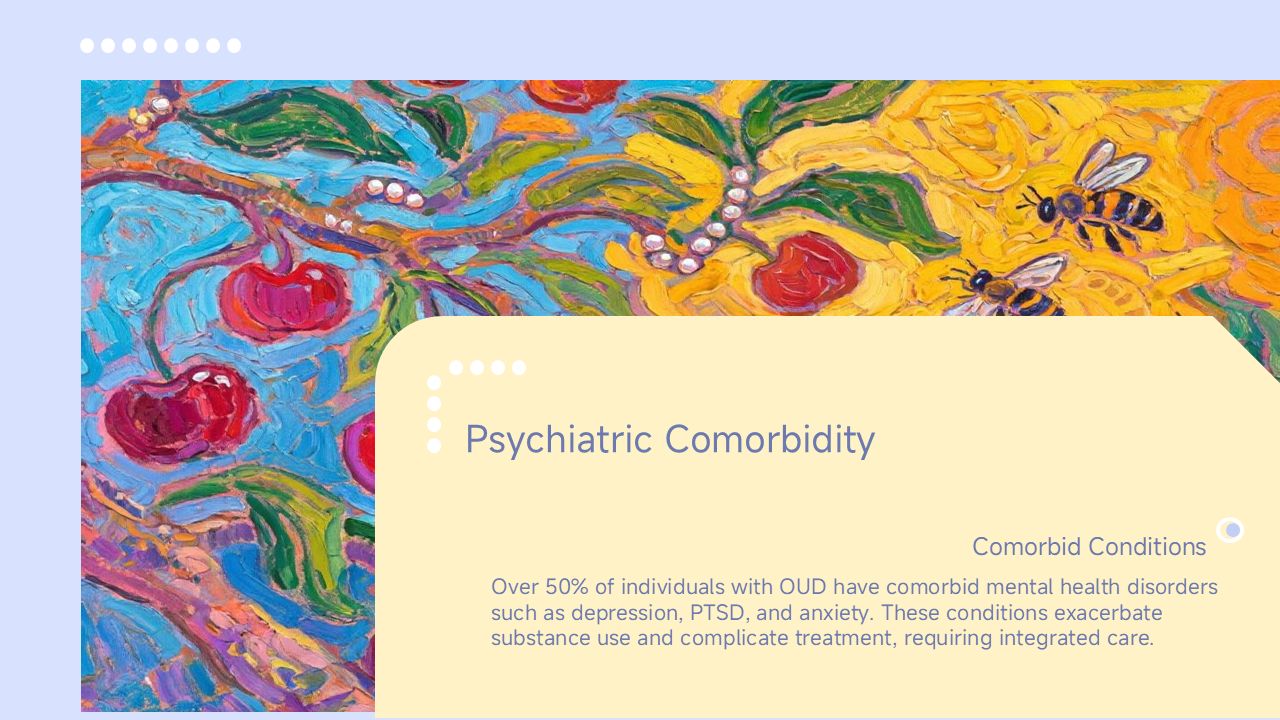 Psychiatric Comorbidity
Comorbid Conditions
Over 50% of individuals with OUD have comorbid mental health disorders
such as depression, PTSD, and anxiety. These conditions exacerbate
substance use and complicate treatment, requiring integrated care.